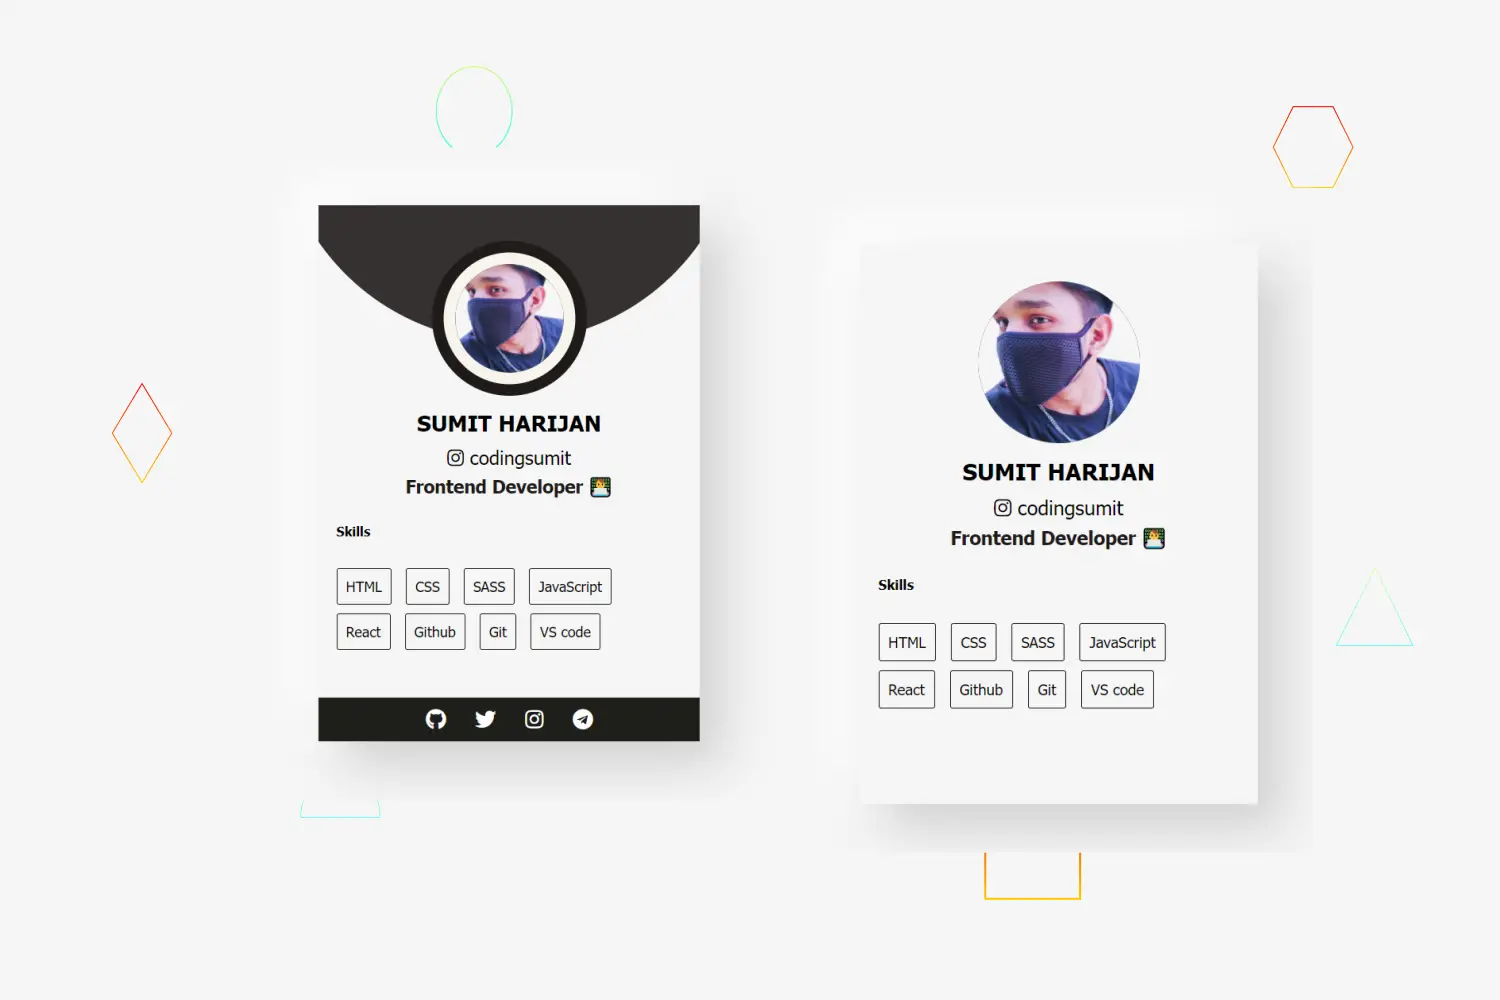 SUMIT HARIJAN
codingsumit
Frontend Developer
Skills
HTML CSS SASS JavaScript
React Github Git VS code
SUMIT HARIJAN
codingsumit
Frontend Developer
Skills
HTML CSS SASS JavaScript
React Github Git VS code